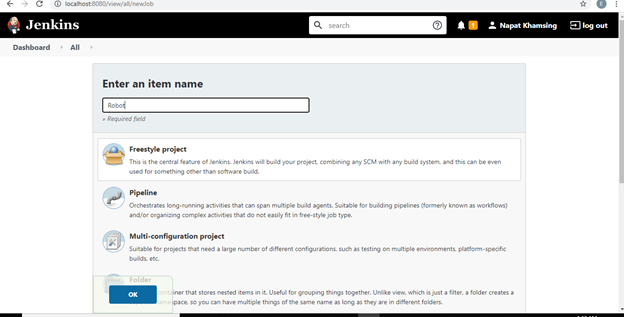 localhost:8080/view/all/newJob
E
Jenkins
search
1
Napat Khamsing
log out
Dashboard
All
Enter an item name
Robot
» Required field
Freestyle project
This is the central feature of Jenkins. Jenkins will build your project, combining any SCM with any build system, and this can be even
used for something other than software build.
Pipeline
Orchestrates long-running activities that can span multiple build agents. Suitable for building pipelines (formerly known as workflows)
and/or organizing complex activities that do not easily fit in free-style job type.
Multi-configuration project
Suitable for projects that need a large number of different configurations, such as testing on multiple environments, platform-specific
builds, etc.
Folder
container that stores nested items in it. Useful for grouping things together. Unlike view, which is just a filter, a folder creates a
so you can have multiple things of the same name as long as they are in different folders.
OK